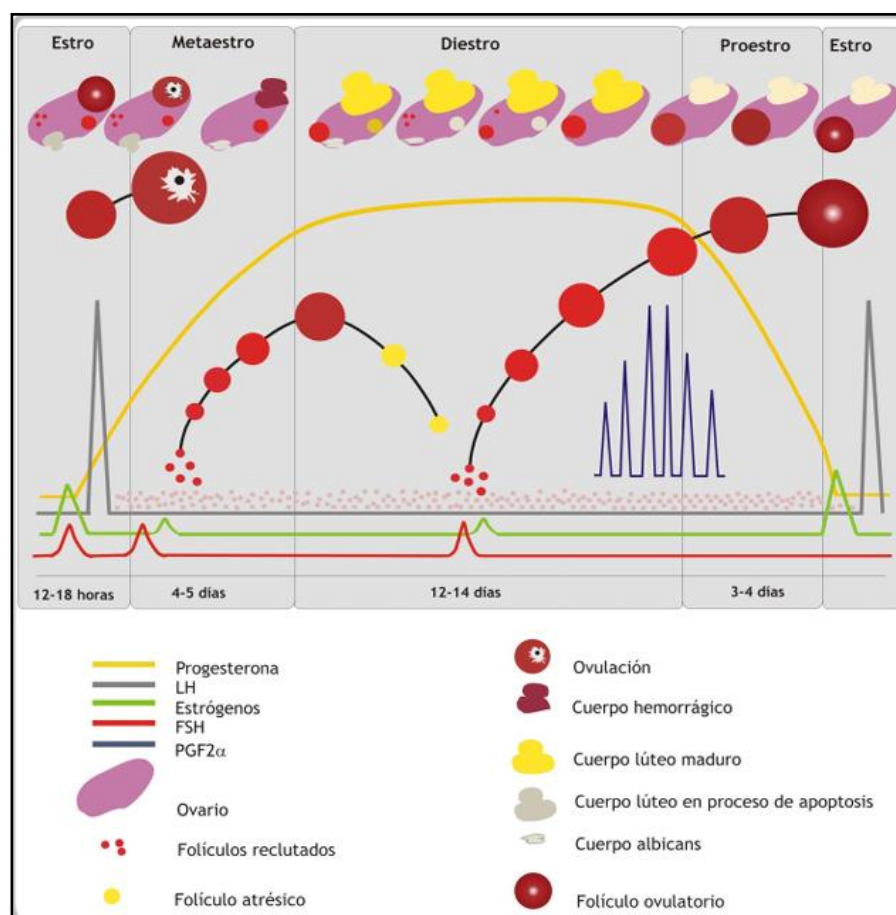 Estro Metaestro Diestro Proestro Estro
12-18 horas 4-5 días 12-14 días 3-4 días
Progesterona
LH
Estrógenos
FSH
PGF2α
Ovario
Folículos reclutados
Folículo atrésico
Ovulación
Cuerpo hemorrágico
Cuerpo lúteo maduro
Cuerpo lúteo en proceso de apoptosis
Cuerpo albicans
Folículo ovulatorio